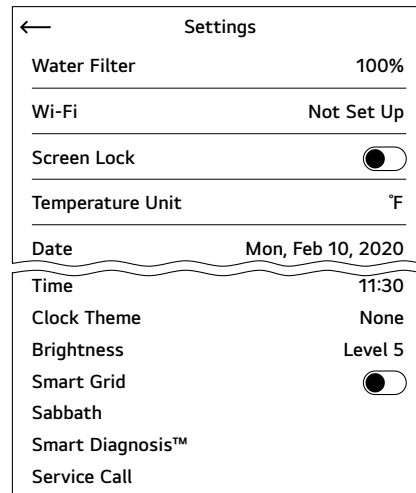 Settings
Water Filter 100%
Wi-Fi Not Set Up
Screen Lock
Temperature Unit °F
Date Mon, Feb 10, 2020
Time 11:30
Clock Theme None
Brightness Level 5
Smart Grid
Sabbath
Smart Diagnosis™
Service Call